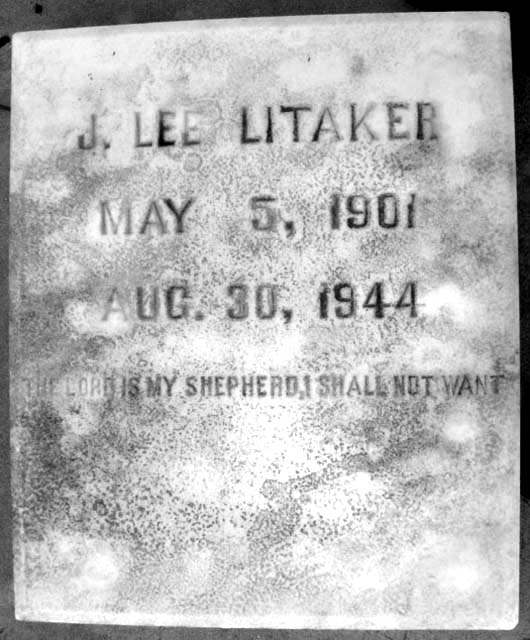 J. LEE LITAKER
MAY 5, 1901
AUG. 30, 1944
THE LORD IS MY SHEPHERD, I SHALL NOT WANT